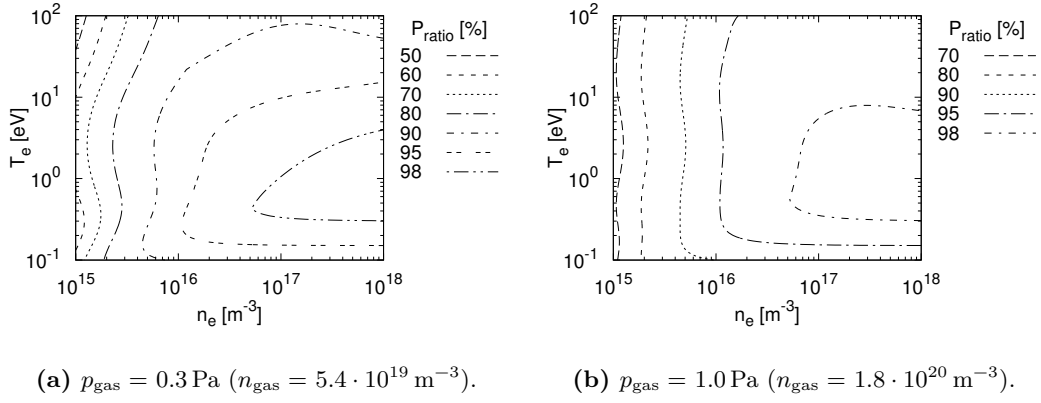 P_ratio [%]
50
60
70
80
90
95
98
10^2
10^1
10^0
10^-1
T_e [eV]
10^15 10^16 10^17 10^18
n_e [m^-3]
P_ratio [%]
70
80
90
95
98
10^2
10^1
10^0
10^-1
T_e [eV]
10^15 10^16 10^17 10^18
n_e [m^-3]
(a) p_gas = 0.3 Pa (n_gas = 5.4 · 10^19 m^-3).
(b) p_gas = 1.0 Pa (n_gas = 1.8 · 10^20 m^-3).